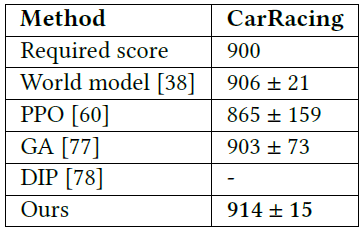 Method CarRacing
Required score 900
World model [38] 906 ± 21
PPO [60] 865 ± 159
GA [77] 903 ± 73
DIP [78] -
Ours 914 ± 15